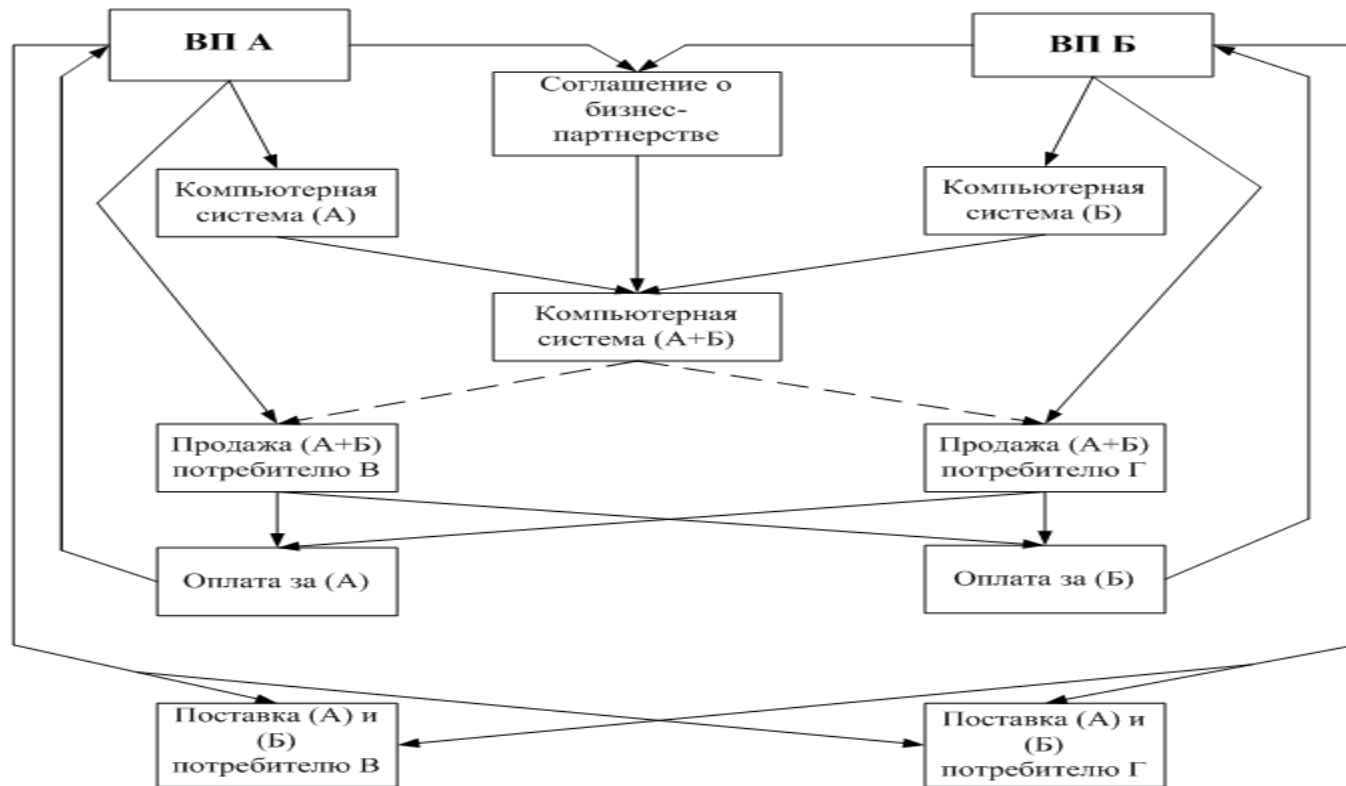 ВП А
ВП Б
Соглашение о
бизнес-
партнерстве
Компьютерная
система (А)
Компьютерная
система (Б)
Компьютерная
система (А+Б)
Продажа (А+Б)
потребителю В
Продажа (А+Б)
потребителю Г
Оплата за (А)
Оплата за (Б)
Поставка (А) и
(Б)
потребителю В
Поставка (А) и
(Б)
потребителю Г